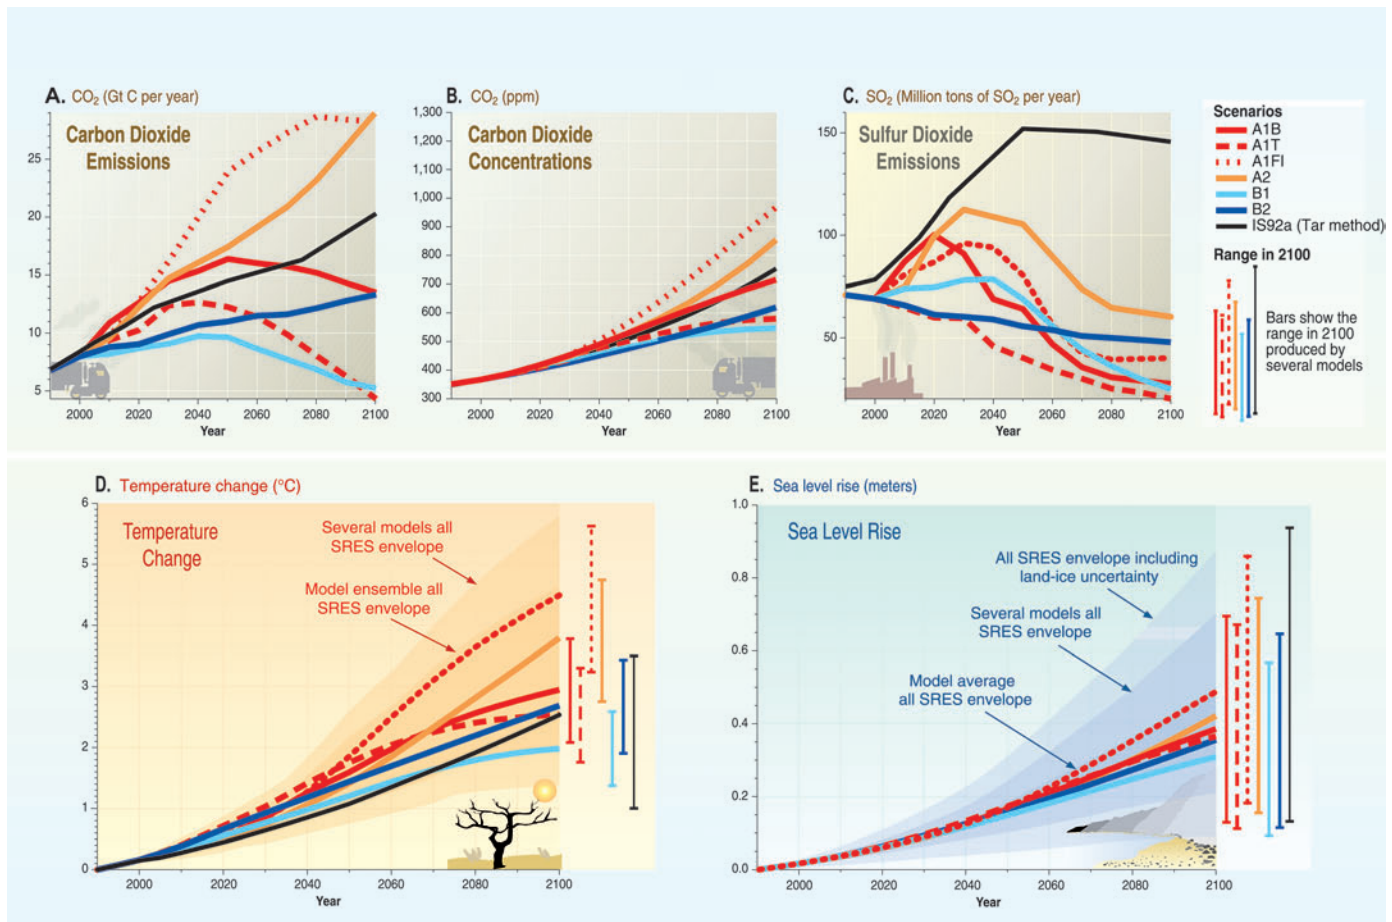 A. CO₂ (Gt C per year)
Carbon Dioxide
Emissions
25
20
15
10
5
2000 2020 2040 2060 2080 2100
Year
B. CO₂ (ppm)
Carbon Dioxide
Concentrations
1,300
1,200
1,100
1,000
900
800
700
600
500
400
300
2000 2020 2040 2060 2080 2100
Year
C. SO₂ (Million tons of SO₂ per year)
Sulfur Dioxide
Emissions
150
100
50
2000 2020 2040 2060 2080 2100
Year
Scenarios
A1B
A1T
A1FI
A2
B1
B2
IS92a (Tar method)
Range in 2100
Bars show the
range in 2100
produced by
several models
D. Temperature change (°C)
Temperature
Change
Several models all
SRES envelope
Model ensemble all
SRES envelope
6
5
4
3
2
1
0
2000 2020 2040 2060 2080 2100
Year
E. Sea level rise (meters)
Sea Level Rise
All SRES envelope including
land-ice uncertainty
Several models all
SRES envelope
Model average
all SRES envelope
1.0
0.8
0.6
0.4
0.2
0.0
2000 2020 2040 2060 2080 2100
Year